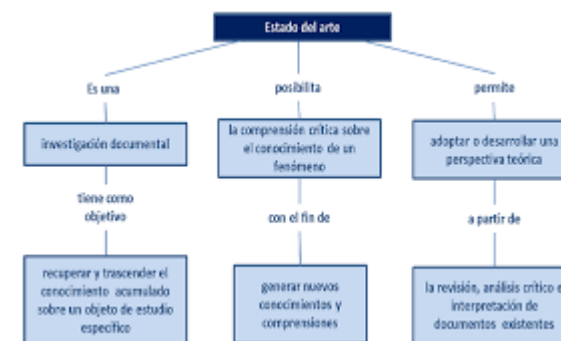 Estado del arte
Es una
posibilita
permite
investigación documental
la comprensión crítica sobre
el conocimiento de un
fenómeno
adoptar o desarrollar una
perspectiva teórica
tiene como
objetivo
con el fin de
a partir de
recuperar y trascender el
conocimiento acumulado
sobre un objeto de estudio
específico
generar nuevos
conocimientos y
comprensiones
la revisión, análisis crítico e
interpretación de
documentos existentes